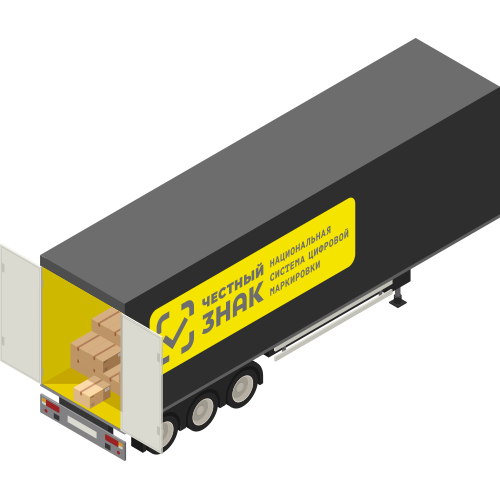 ЧЕСТНЫЙ
ЗНАК
НАЦИОНАЛЬНАЯ
СИСТЕМА ЦИФРОВОЙ
МАРКИРОВКИ